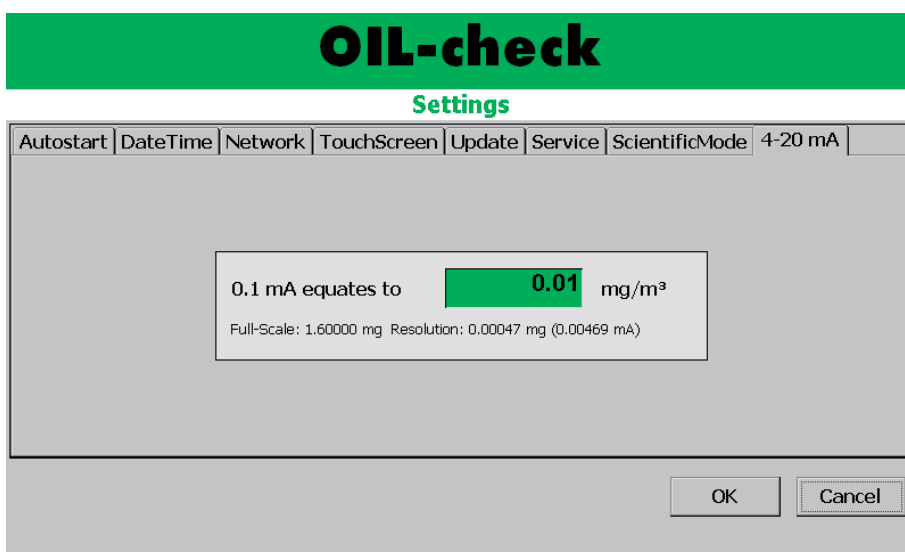 OIL-check
Settings
Autostart DateTime Network TouchScreen Update Service ScientificMode 4-20 mA
0.1 mA equates to 0.01 mg/m³
Full-Scale: 1.60000 mg Resolution: 0.00047 mg (0.00469 mA)
OK Cancel